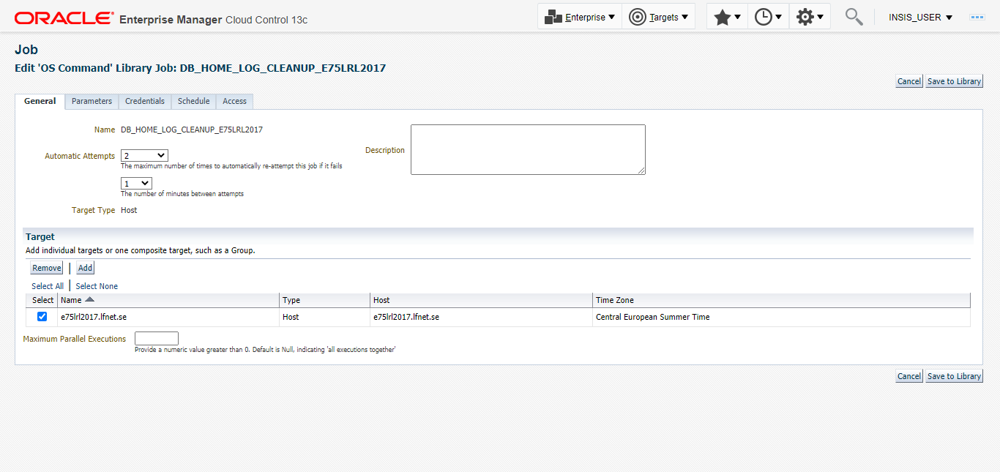 ORACLE Enterprise Manager Cloud Control 13c Enterprise Targets INSIS_USER
Job
Edit 'OS Command' Library Job: DB_HOME_LOG_CLEANUP_E75LRL2017
Cancel Save to Library
General Parameters Credentials Schedule Access
Name DB_HOME_LOG_CLEANUP_E75LRL2017
Description
Automatic Attempts 2
The maximum number of times to automatically re-attempt this job if it fails
1
The number of minutes between attempts
Target Type Host
Target
Add individual targets or one composite target, such as a Group.
Remove | Add
Select All | Select None
Select Name Type Host Time Zone
e75lrl2017.lfnet.se Host e75lrl2017.lfnet.se Central European Summer Time
Maximum Parallel Executions
Provide a numeric value greater than 0. Default is Null, indicating 'all executions together'
Cancel Save to Library